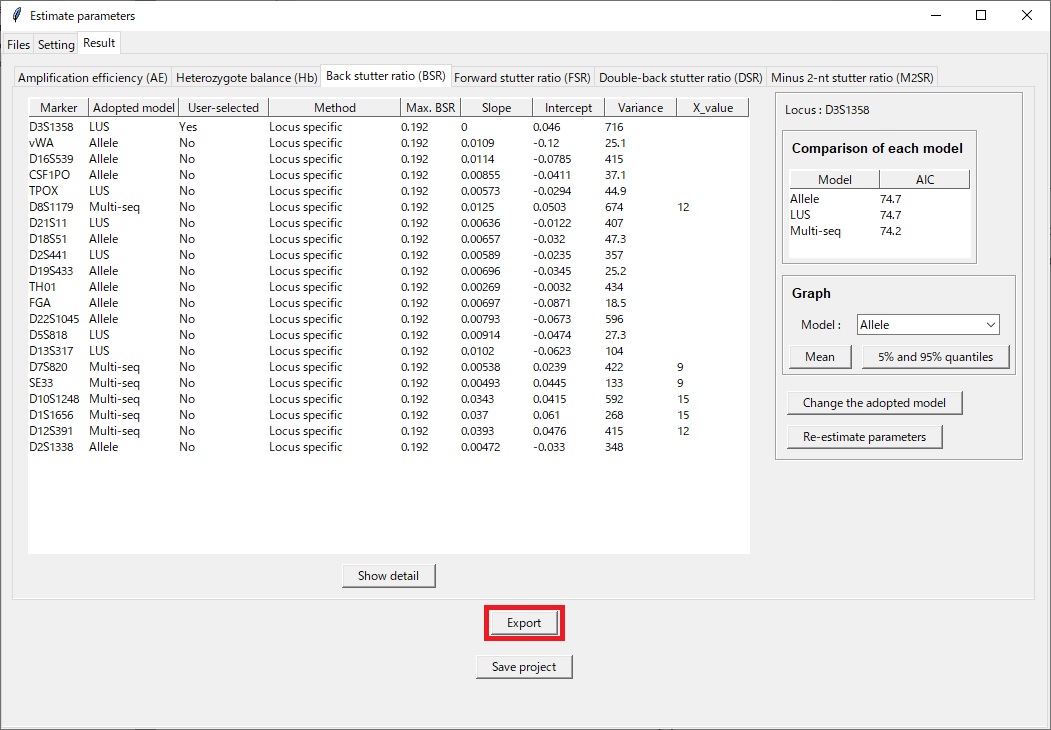 Estimate parameters
Files Setting Result
Amplification efficiency (AE) Heterozygote balance (Hb) Back stutter ratio (BSR) Forward stutter ratio (FSR) Double-back stutter ratio (DSR) Minus 2-nt stutter ratio (M2SR)
Marker Adopted model User-selected Method Max. BSR Slope Intercept Variance X_value
D3S1358 LUS Yes Locus specific 0.192 0 0.046 716
vWA Allele No Locus specific 0.192 0.0109 -0.12 25.1
D16S539 Allele No Locus specific 0.192 0.0114 -0.0785 415
CSF1PO Allele No Locus specific 0.192 0.00855 -0.0411 37.1
TPOX LUS No Locus specific 0.192 0.00573 -0.0294 44.9
D8S1179 Multi-seq No Locus specific 0.192 0.0125 0.0503 674 12
D21S11 LUS No Locus specific 0.192 0.00636 -0.0122 407
D18S51 Allele No Locus specific 0.192 0.00657 -0.032 47.3
D2S441 LUS No Locus specific 0.192 0.00589 -0.0235 357
D19S433 Allele No Locus specific 0.192 0.00696 -0.0345 25.2
TH01 Allele No Locus specific 0.192 0.00269 -0.0032 434
FGA Allele No Locus specific 0.192 0.00697 -0.0871 18.5
D22S1045 Allele No Locus specific 0.192 0.00793 -0.0673 596
D5S818 LUS No Locus specific 0.192 0.00914 -0.0474 27.3
D13S317 LUS No Locus specific 0.192 0.0102 -0.0623 104
D7S820 Multi-seq No Locus specific 0.192 0.00538 0.0239 422 9
SE33 Multi-seq No Locus specific 0.192 0.00493 0.0445 133 9
D10S1248 Multi-seq No Locus specific 0.192 0.0343 0.0415 592 15
D1S1656 Multi-seq No Locus specific 0.192 0.037 0.061 268 15
D12S391 Multi-seq No Locus specific 0.192 0.0393 0.0476 415 12
D2S1338 Allele No Locus specific 0.192 0.00472 -0.033 348
Show detail
Locus : D3S1358
Comparison of each model
Model AIC
Allele 74.7
LUS 74.7
Multi-seq 74.2
Graph
Model : Allele
Mean 5% and 95% quantiles
Change the adopted model
Re-estimate parameters
Export
Save project